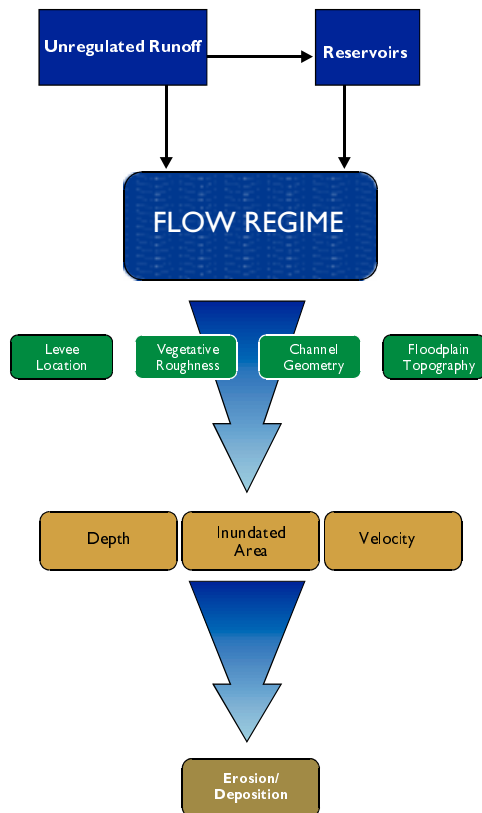 Unregulated Runoff
Reservoirs
FLOW REGIME
Levee
Location
Vegetative
Roughness
Channel
Geometry
Floodplain
Topography
Depth
Inundated
Area
Velocity
Erosion/
Deposition